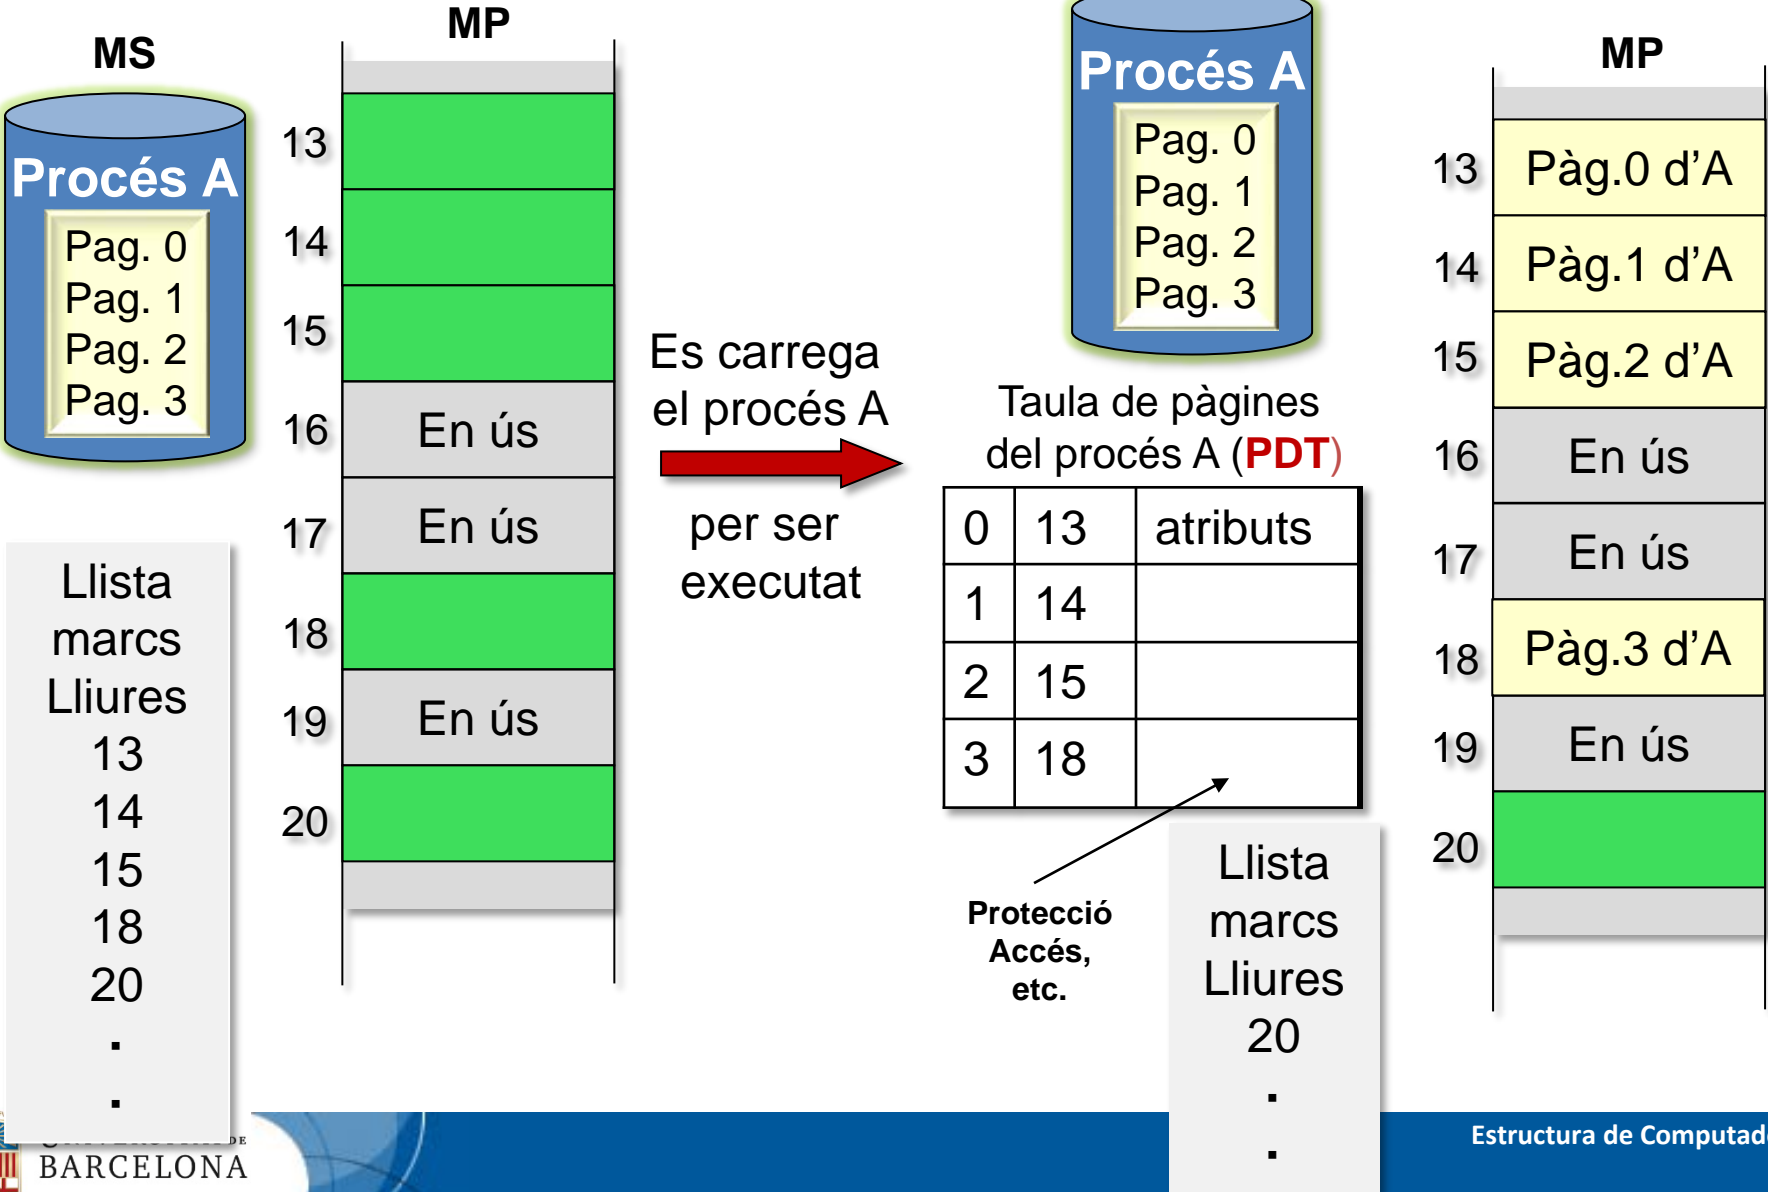 MS
Procés A
Pag. 0
Pag. 1
Pag. 2
Pag. 3
Llista
marcs
Lliures
13
14
15
18
20
.
.
MP
13
14
15
16 En ús
17 En ús
18
19 En ús
20
Es carrega
el procés A
per ser
executat
Procés A
Pag. 0
Pag. 1
Pag. 2
Pag. 3
Taula de pàgines
del procés A (PDT)
0 13 atributs
1 14
2 15
3 18
Protecció
Accés,
etc.
Llista
marcs
Lliures
20
.
.
MP
13 Pàg.0 d’A
14 Pàg.1 d’A
15 Pàg.2 d’A
16 En ús
17 En ús
18 Pàg.3 d’A
19 En ús
20
DE
BARCELONA
Estructura de Computad